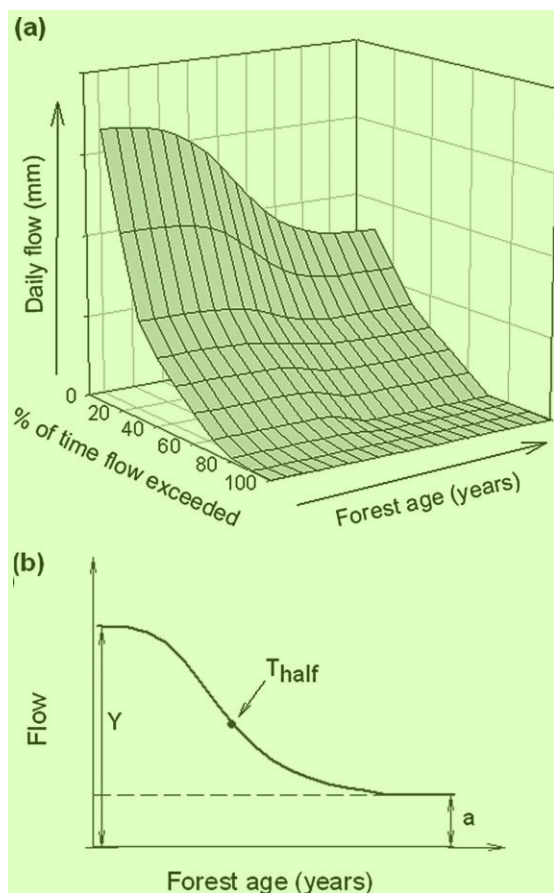 (a)
Daily flow (mm)
0
20
40
60
80
100
% of time flow exceeded
Forest age (years)
(b)
Flow
Y
T half
a
Forest age (years)